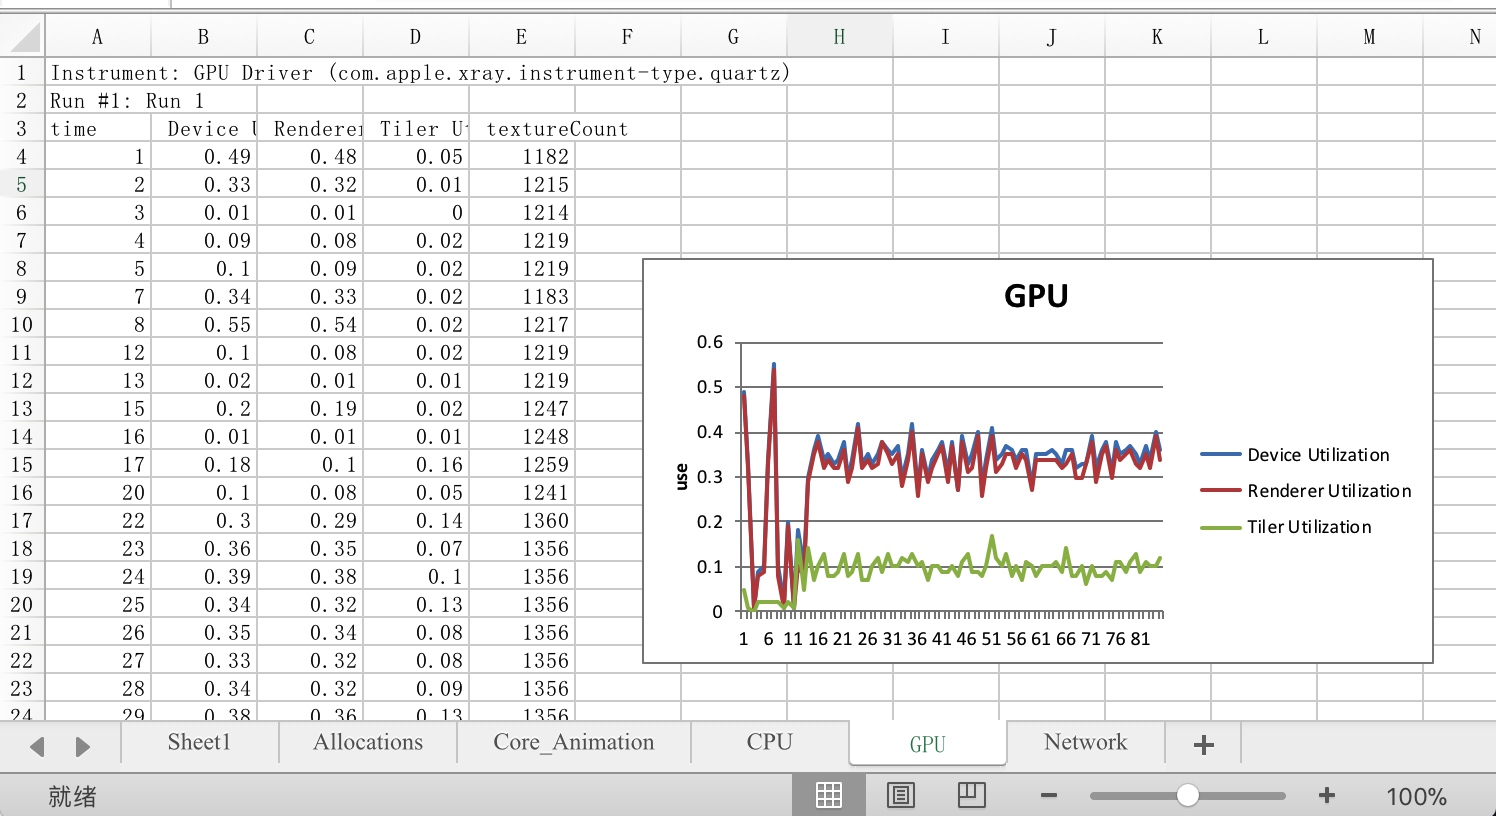 A B C D E F G H I J K L M N
1 Instrument: GPU Driver (com.apple.xray.instrument-type.quartz)
2 Run #1: Run 1
3 time Device U Renderer Tiler Ut textureCount
4 1 0.49 0.48 0.05 1182
5 2 0.33 0.32 0.01 1215
6 3 0.01 0.01 0 1214
7 4 0.09 0.08 0.02 1219
8 5 0.1 0.09 0.02 1219
9 7 0.34 0.33 0.02 1183
10 8 0.55 0.54 0.02 1217
11 12 0.1 0.08 0.02 1219
12 13 0.02 0.01 0.01 1219
13 15 0.2 0.19 0.02 1247
14 16 0.01 0.01 0.01 1248
15 17 0.18 0.1 0.16 1259
16 20 0.1 0.08 0.05 1241
17 22 0.3 0.29 0.14 1360
18 23 0.36 0.35 0.07 1356
19 24 0.39 0.38 0.1 1356
20 25 0.34 0.32 0.13 1356
21 26 0.35 0.34 0.08 1356
22 27 0.33 0.32 0.08 1356
23 28 0.34 0.32 0.09 1356
24 29 0.38 0.36 0.13 1356
GPU
use
0.6
0.5
0.4
0.3
0.2
0.1
0
1 6 11 16 21 26 31 36 41 46 51 56 61 66 71 76 81
Device Utilization
Renderer Utilization
Tiler Utilization
Sheet1 Allocations Core_Animation CPU GPU Network +
就绪 100%